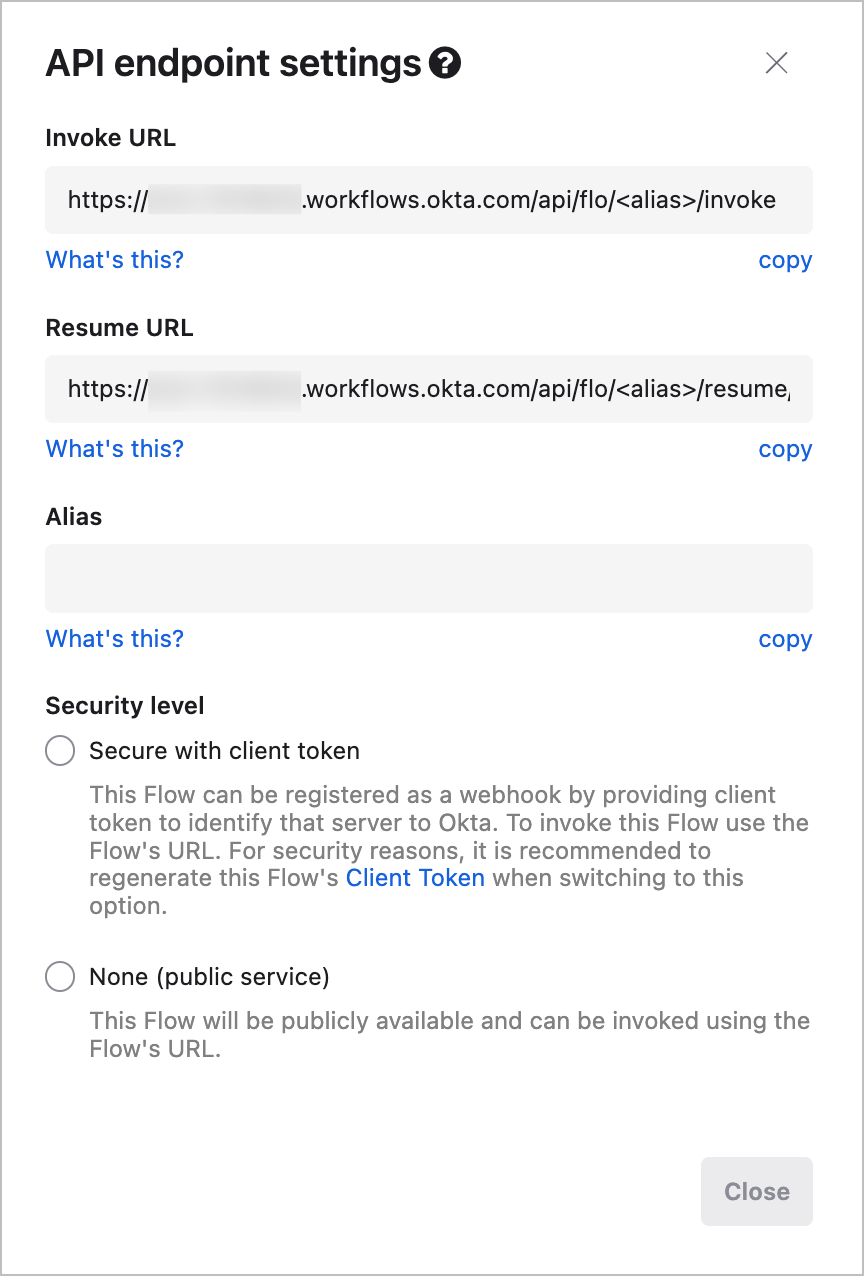 API endpoint settings ?
Invoke URL
https:// .workflows.okta.com/api/flo/<alias>/invoke
What's this? copy
Resume URL
https:// .workflows.okta.com/api/flo/<alias>/resume/
What's this? copy
Alias
What's this? copy
Security level
Secure with client token
This Flow can be registered as a webhook by providing client
token to identify that server to Okta. To invoke this Flow use the
Flow's URL. For security reasons, it is recommended to
regenerate this Flow's Client Token when switching to this
option.
None (public service)
This Flow will be publicly available and can be invoked using the
Flow's URL.
Close